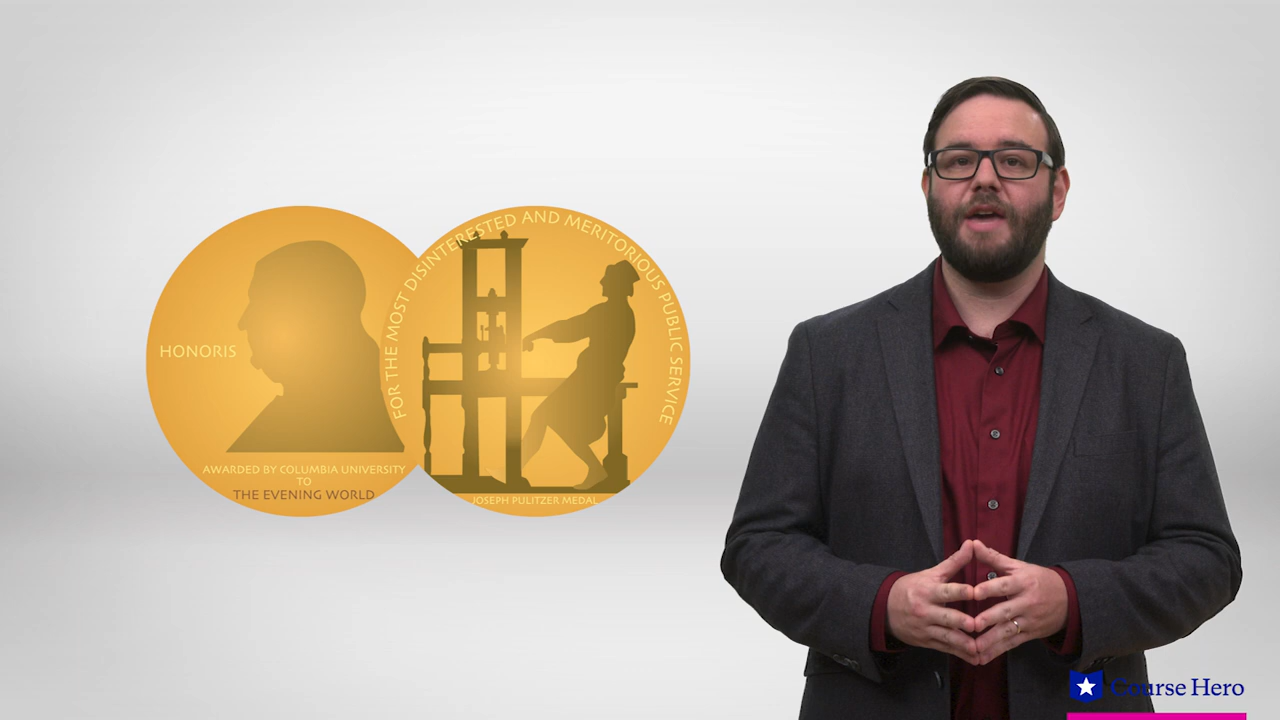 HONORIS
AWARDED BY COLUMBIA UNIVERSITY
TO
THE EVENING WORLD
FOR THE MOST DISINTERESTED AND MERITORIOUS PUBLIC SERVICE
JOSEPH PULITZER MEDAL
Course Hero